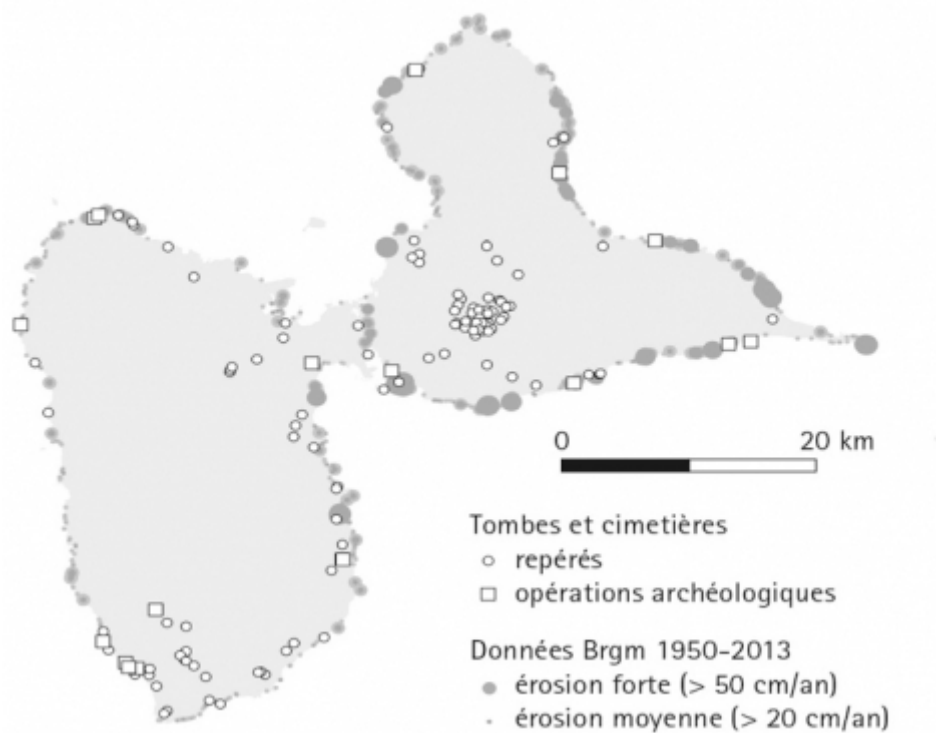 0 20 km
Tombes et cimetières
repérés
opérations archéologiques
Données Brgm 1950-2013
érosion forte (> 50 cm/an)
érosion moyenne (> 20 cm/an)